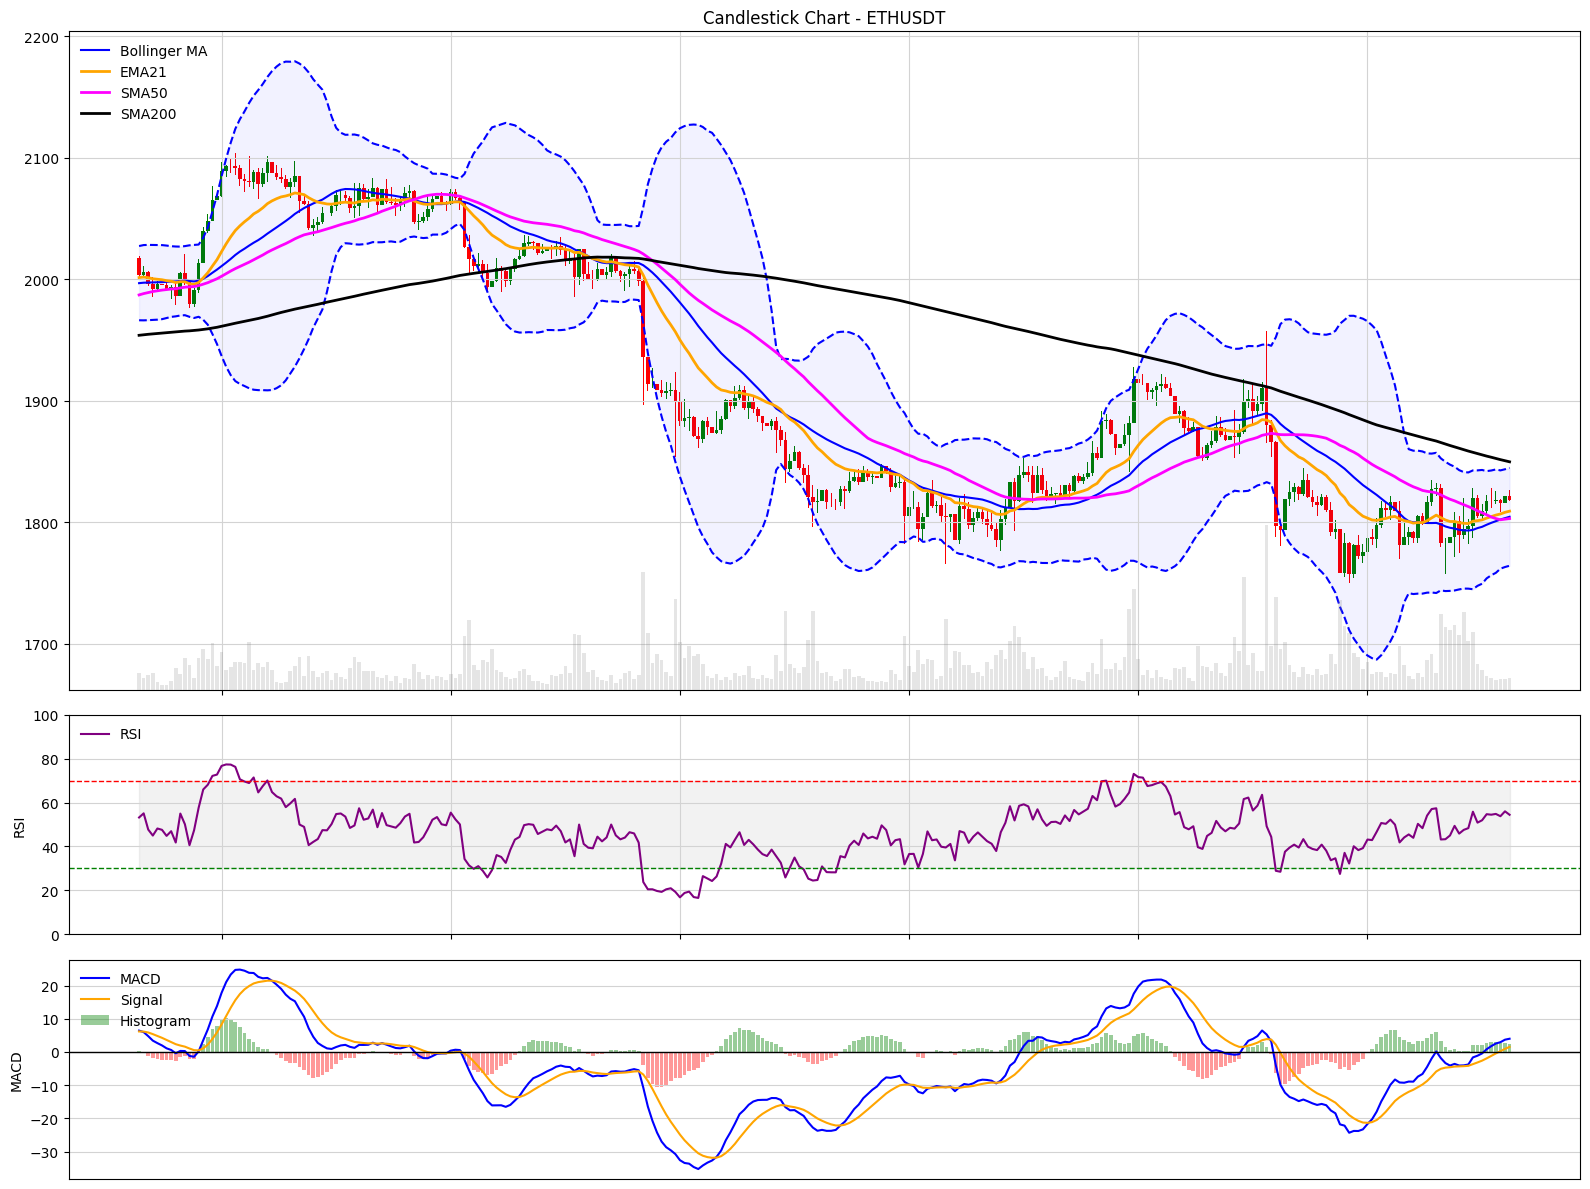 Candlestick Chart - ETHUSDT
2200
2100
2000
1900
1800
1700
Bollinger MA
EMA21
SMA50
SMA200
100
80
60
40
20
0
RSI
RSI
20
10
0
−10
−20
−30
MACD
MACD
Signal
Histogram